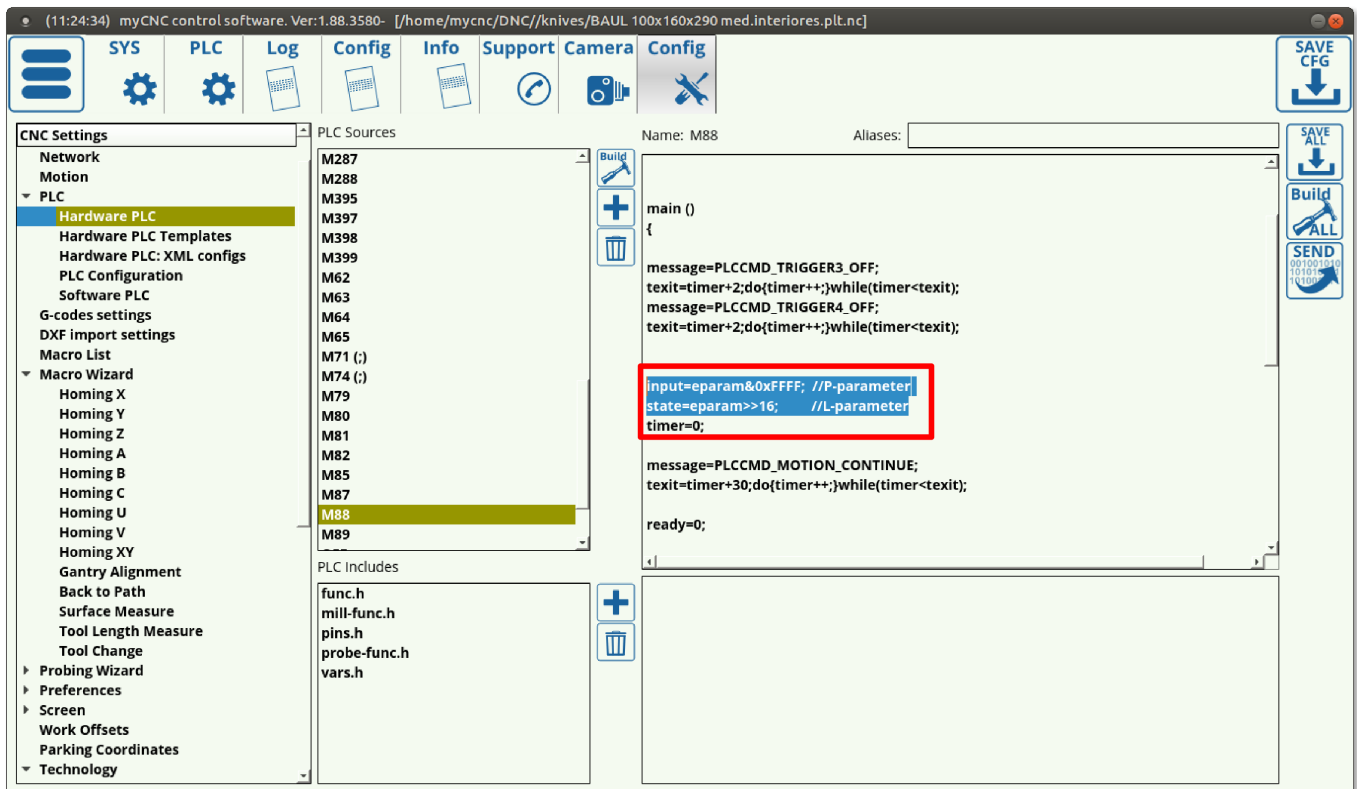 (11:24:34) myCNC control software. Ver:1.88.3580- [/home/mycnc/DNC//knives/BAUL 100x160x290 med.interiores.plt.nc]
SYS
PLC
Log
Config
Info
Support
Camera
Config
SAVE
CFG
CNC Settings
Network
Motion
PLC
Hardware PLC
Hardware PLC Templates
Hardware PLC: XML configs
PLC Configuration
Software PLC
G-codes settings
DXF import settings
Macro List
Macro Wizard
Homing X
Homing Y
Homing Z
Homing A
Homing B
Homing C
Homing U
Homing V
Homing XY
Gantry Alignment
Back to Path
Surface Measure
Tool Length Measure
Tool Change
Probing Wizard
Preferences
Screen
Work Offsets
Parking Coordinates
Technology
PLC Sources
M287
M288
M395
M397
M398
M399
M62
M63
M64
M65
M71 (;)
M74 (;)
M79
M80
M81
M82
M85
M87
M88
M89
Build
PLC Includes
func.h
mill-func.h
pins.h
probe-func.h
vars.h
Name: M88
Aliases:
main ()
{
message=PLCCMD_TRIGGER3_OFF;
texit=timer+2;do{timer++;}while(timer<texit);
message=PLCCMD_TRIGGER4_OFF;
texit=timer+2;do{timer++;}while(timer<texit);
input=eparam&0xFFFF; //P-parameter
state=eparam>>16; //L-parameter
timer=0;
message=PLCCMD_MOTION_CONTINUE;
texit=timer+30;do{timer++;}while(timer<texit);
ready=0;
SAVE
ALL
Build
ALL
SEND